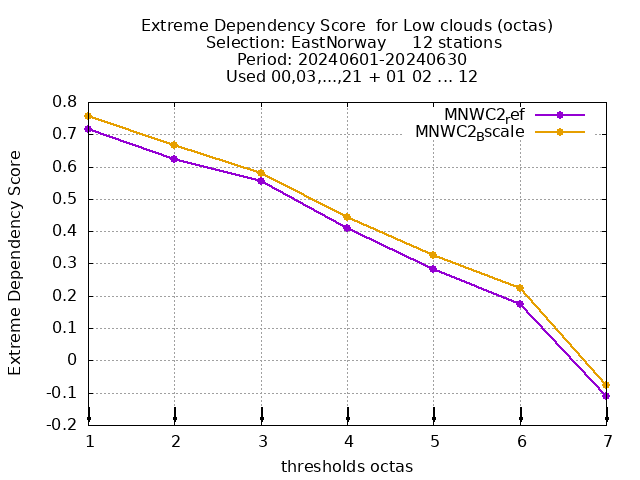 Extreme Dependency Score  for Low clouds (octas)
Selection: EastNorway     12 stations
Period: 20240601-20240630
Used 00,03,...,21 + 01 02 ... 12
MNWC2ref
MNWC2Bscale
Extreme Dependency Score
0.8
0.7
0.6
0.5
0.4
0.3
0.2
0.1
0
-0.1
-0.2
1 2 3 4 5 6 7
thresholds octas